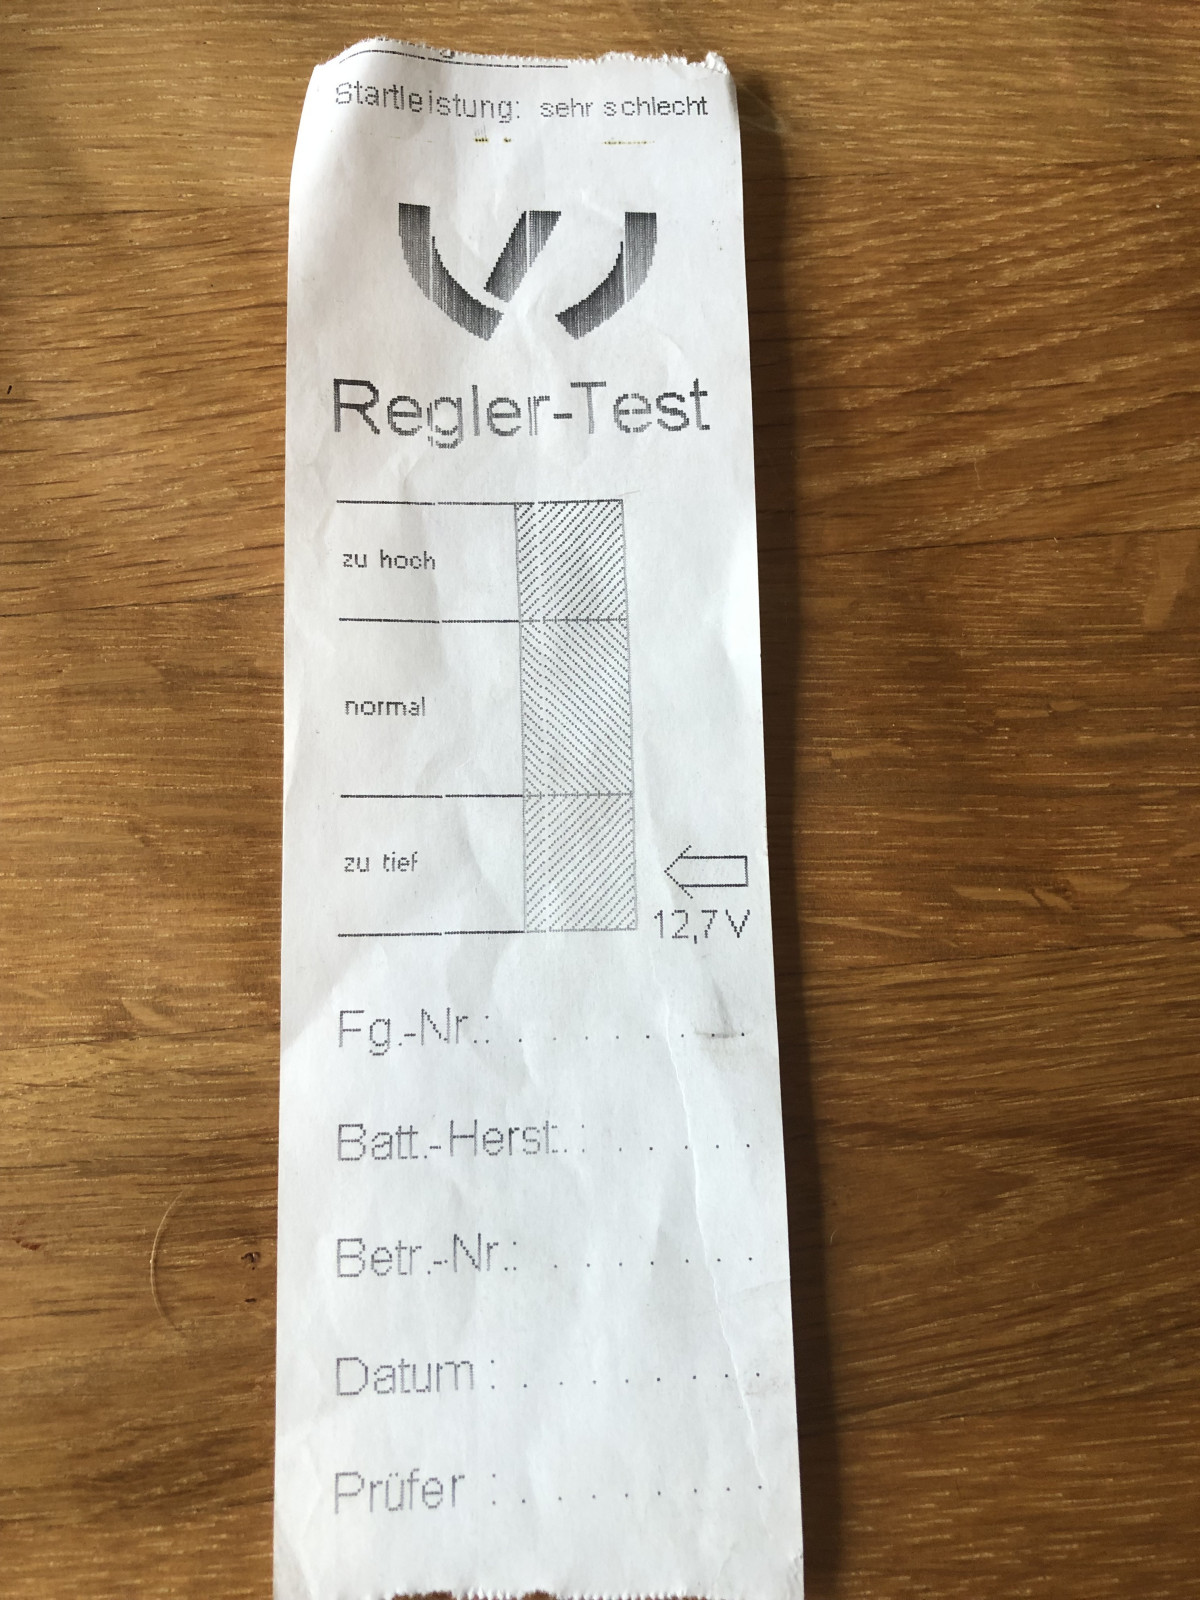 Startleistung: sehr schlecht
Regler-Test
zu hoch
normal
zu tief
12,7 V
Fg.-Nr.: . . . . . . . .
Batt.-Herst.: . . . . . .
Betr.-Nr.: . . . . . . .
Datum : . . . . . . . . .
Prüfer : . . . . . . . . .